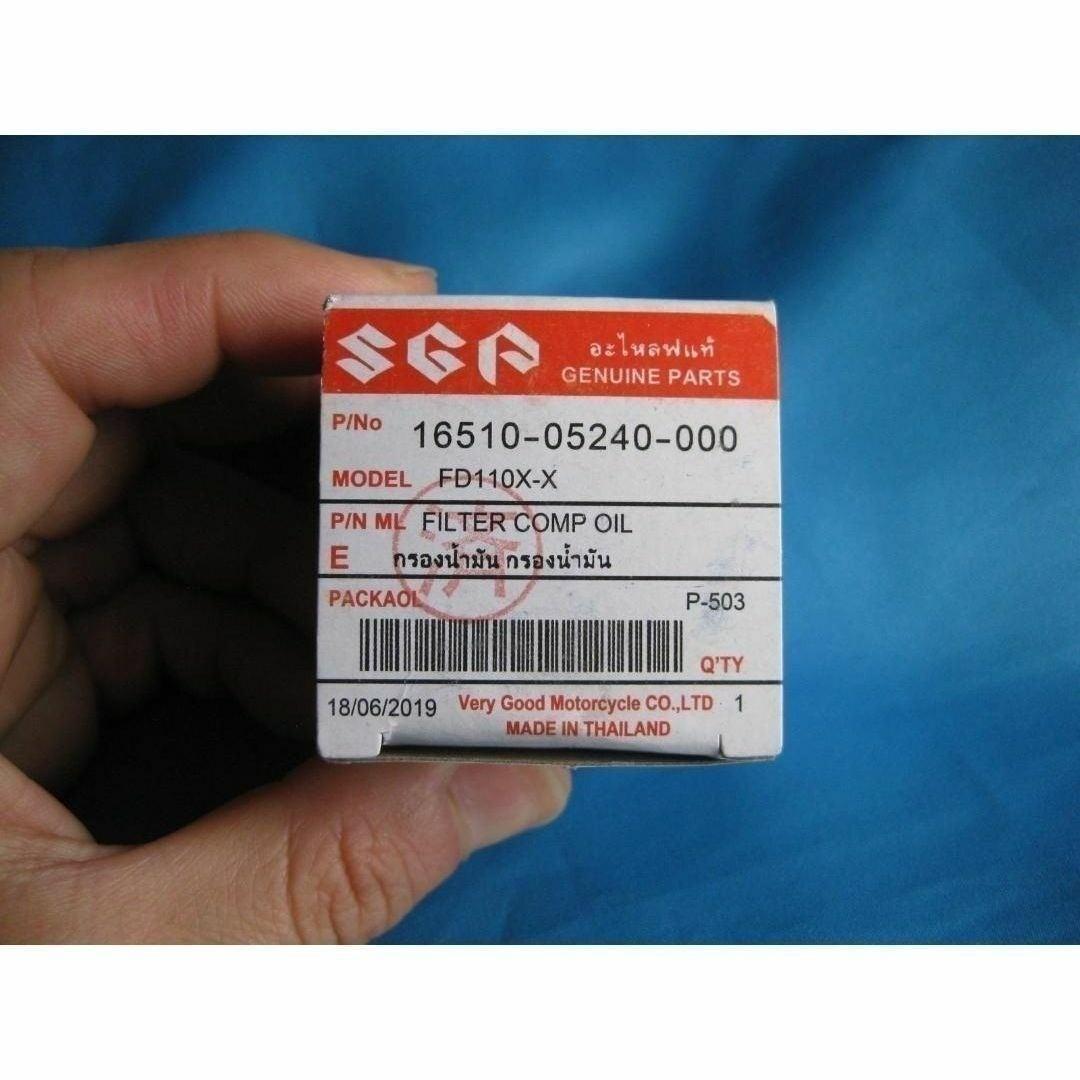 SGP
อะไหลฟแท้
GENUINE PARTS
P/No 16510-05240-000
MODEL FD110X-X
P/N ML FILTER COMP OIL
E กรองน้ำมัน กรองน้ำมัน
済
PACKAOL P-503
Q'TY
18/06/2019 Very Good Motorcycle CO.,LTD 1
MADE IN THAILAND